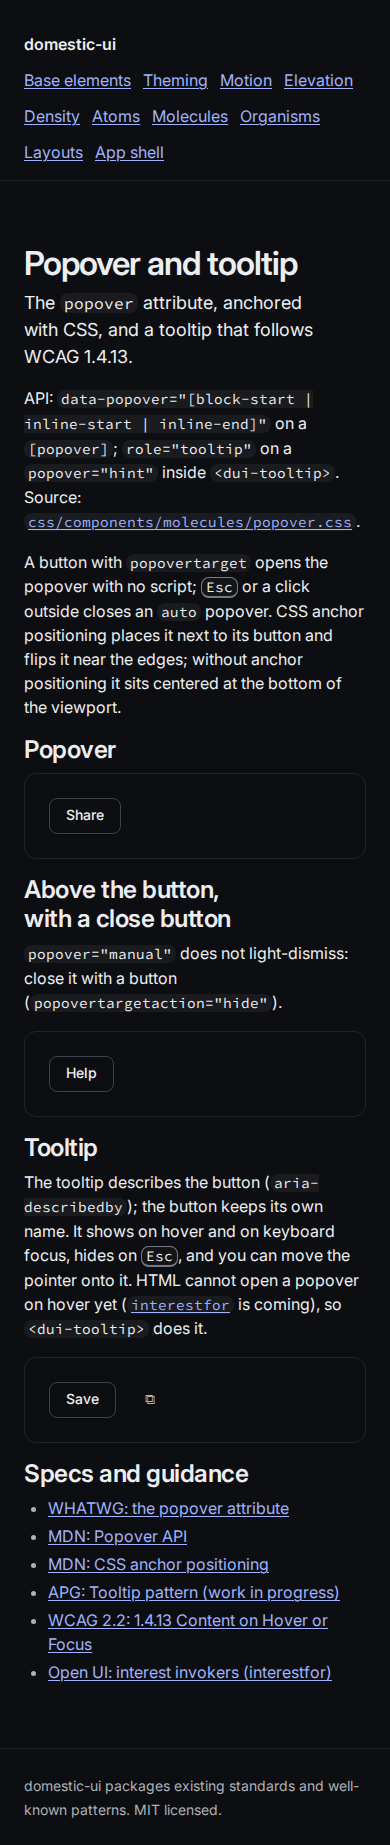 domestic-ui
Base elements Theming Motion Elevation
Density Atoms Molecules Organisms
Layouts App shell
Popover and tooltip
The popover attribute, anchored
with CSS, and a tooltip that follows
WCAG 1.4.13.
API: data-popover="[block-start |
inline-start | inline-end]" on a
[popover]; role="tooltip" on a
popover="hint" inside <dui-tooltip>.
Source:
css/components/molecules/popover.css.
A button with popovertarget opens the
popover with no script; Esc or a click
outside closes an auto popover. CSS anchor
positioning places it next to its button and
flips it near the edges; without anchor
positioning it sits centered at the bottom of
the viewport.
Popover
Share
Above the button,
with a close button
popover="manual" does not light-dismiss:
close it with a button
(popovertargetaction="hide").
Help
Tooltip
The tooltip describes the button (aria-
describedby); the button keeps its own
name. It shows on hover and on keyboard
focus, hides on Esc, and you can move the
pointer onto it. HTML cannot open a popover
on hover yet (interestfor is coming), so
<dui-tooltip> does it.
Save ⧉
Specs and guidance
• WHATWG: the popover attribute
• MDN: Popover API
• MDN: CSS anchor positioning
• APG: Tooltip pattern (work in progress)
• WCAG 2.2: 1.4.13 Content on Hover or
Focus
• Open UI: interest invokers (interestfor)
domestic-ui packages existing standards and well-
known patterns. MIT licensed.